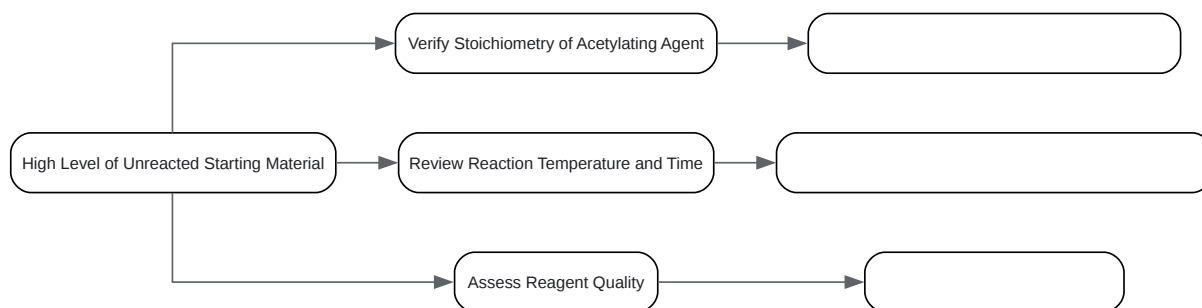 Verify Stoichiometry of Acetylating Agent
High Level of Unreacted Starting Material
Review Reaction Temperature and Time
Assess Reagent Quality